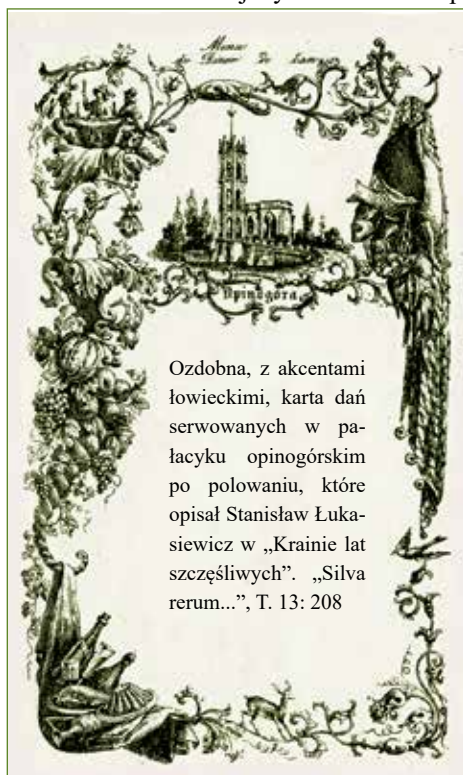 Menu
Opinogóra
Ozdobna, z akcentami
łowieckimi, karta dań
serwowanych w pa-
łacyku opinogórskim
po polowaniu, które
opisał Stanisław Łuka-
siewicz w „Krainie lat
szczęśliwych”. „Silva
rerum...”, T. 13: 208